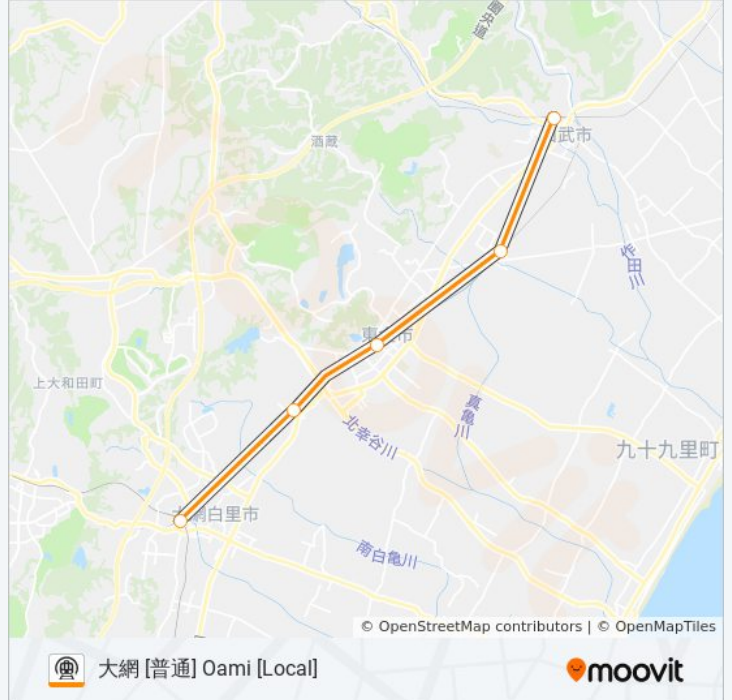 圏央道
酒蔵
武市
作田川
東
市
上大和田町
真亀川
北幸谷川
九十九里町
大網白里市
南白亀川
© OpenStreetMap contributors | © OpenMapTiles
大網 [普通] Oami [Local]
moovit